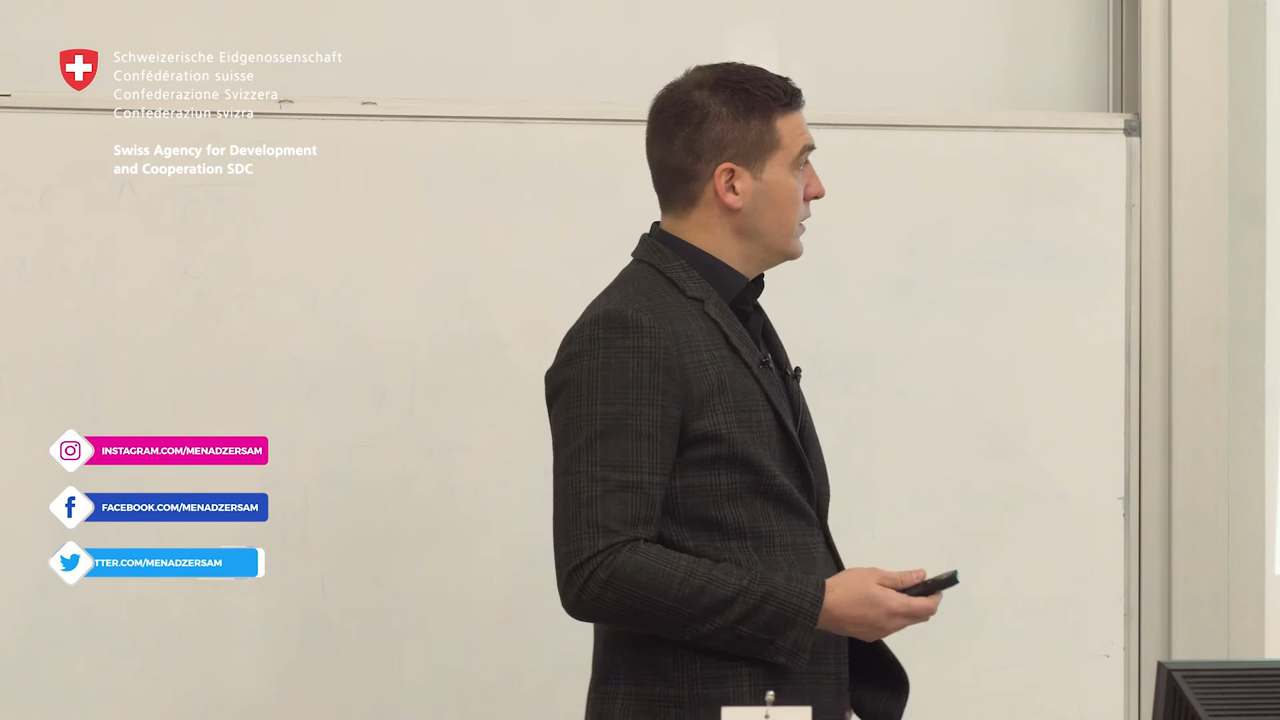 Schweizerische Eidgenossenschaft
Confédération suisse
Confederazione Svizzera
Confederaziun svizra
Swiss Agency for Development
and Cooperation SDC
INSTAGRAM.COM/MENADZERSAM
FACEBOOK.COM/MENADZERSAM
TTER.COM/MENADZERSAM